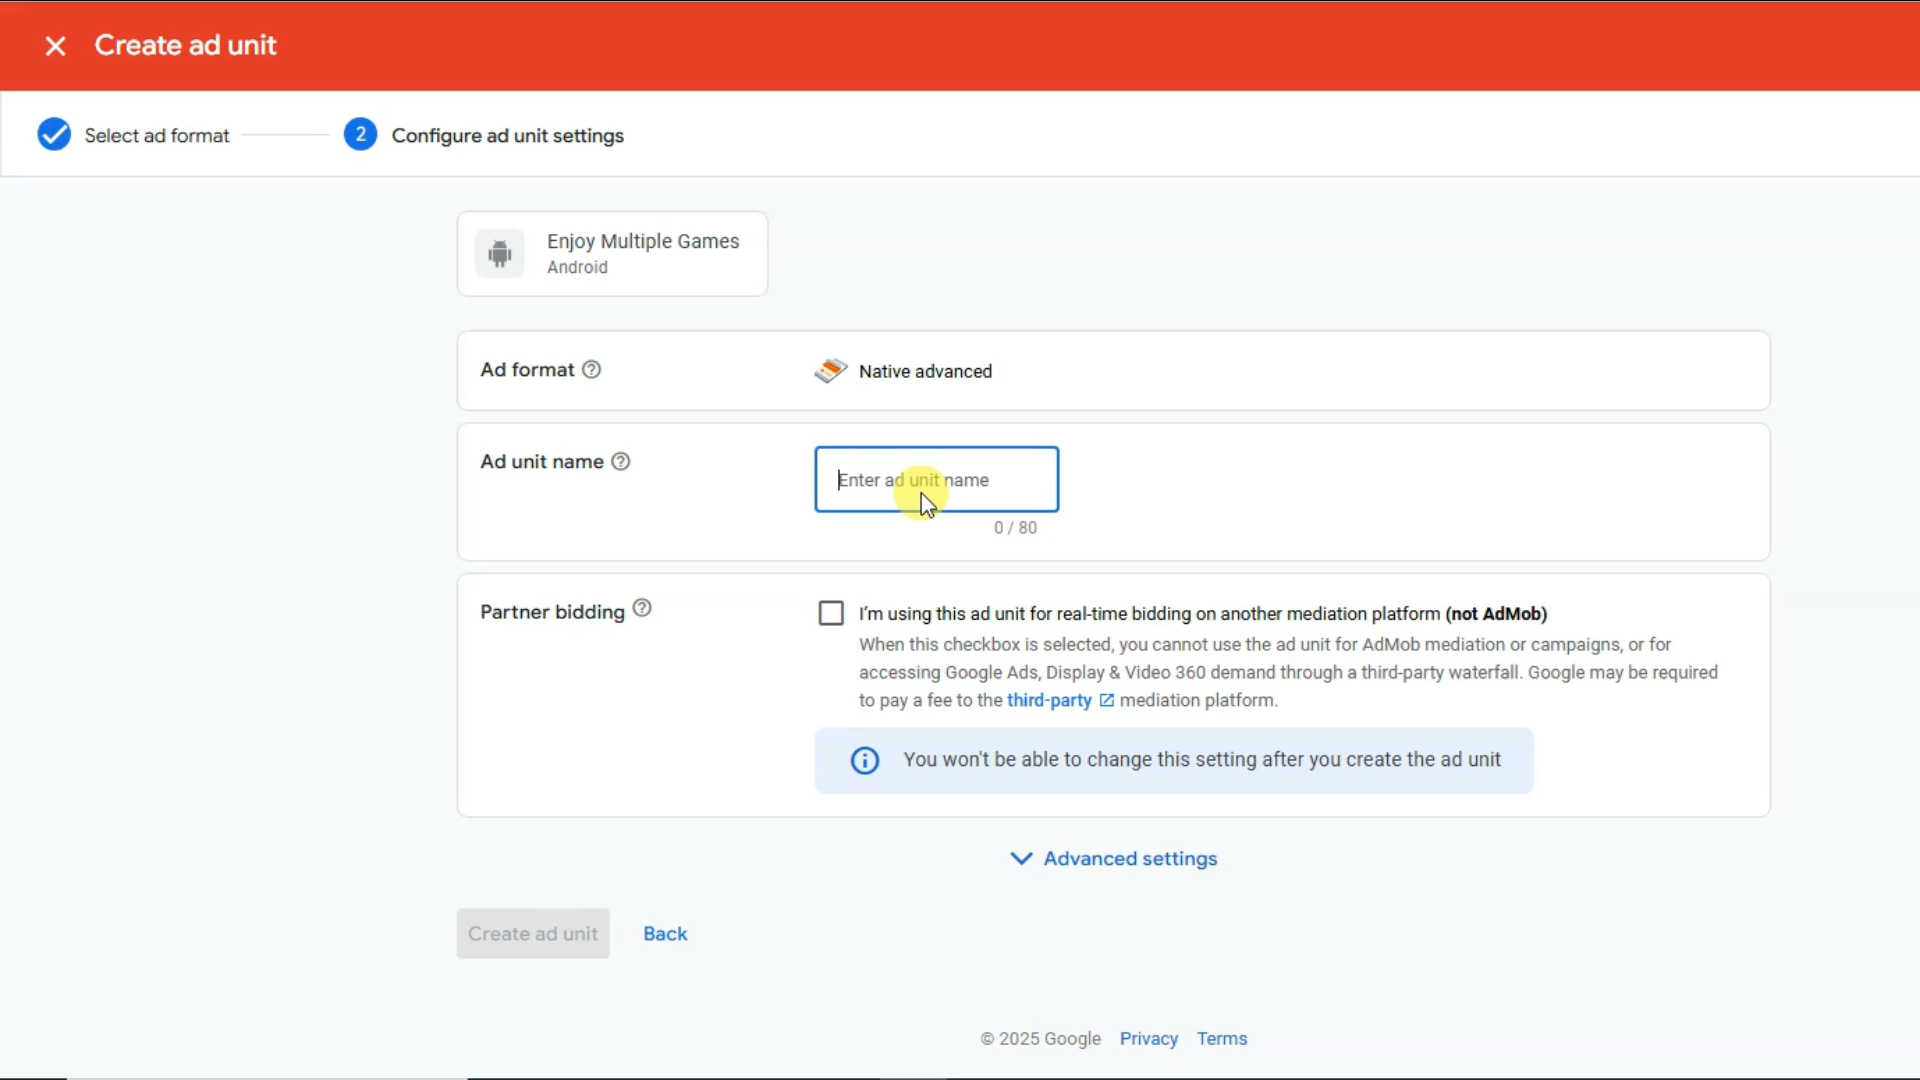 Create ad unit
Select ad format
2 Configure ad unit settings
Enjoy Multiple Games
Android
Ad format
Native advanced
Ad unit name
Enter ad unit name
0 / 80
Partner bidding
I'm using this ad unit for real-time bidding on another mediation platform (not AdMob)
When this checkbox is selected, you cannot use the ad unit for AdMob mediation or campaigns, or for
accessing Google Ads, Display & Video 360 demand through a third-party waterfall. Google may be required
to pay a fee to the third-party mediation platform.
You won't be able to change this setting after you create the ad unit
Advanced settings
Create ad unit
Back
© 2025 Google Privacy Terms